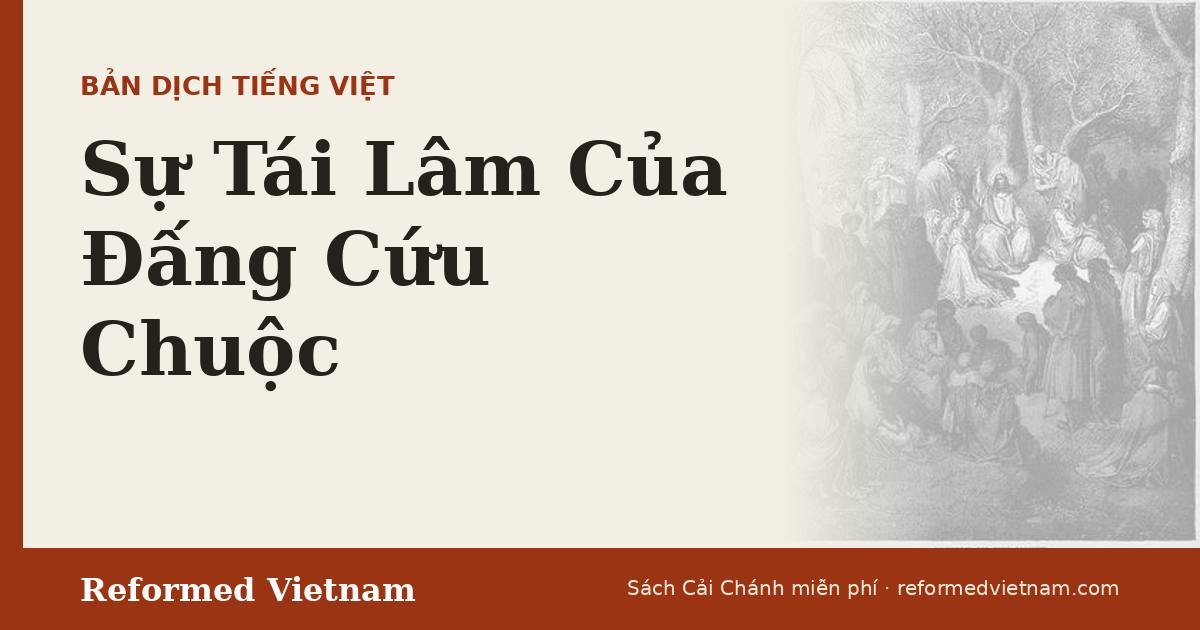 BẢN DỊCH TIẾNG VIỆT
Sự Tái Lâm Của
Đấng Cứu
Chuộc
Reformed Vietnam
Sách Cải Chánh miễn phí · reformedvietnam.com